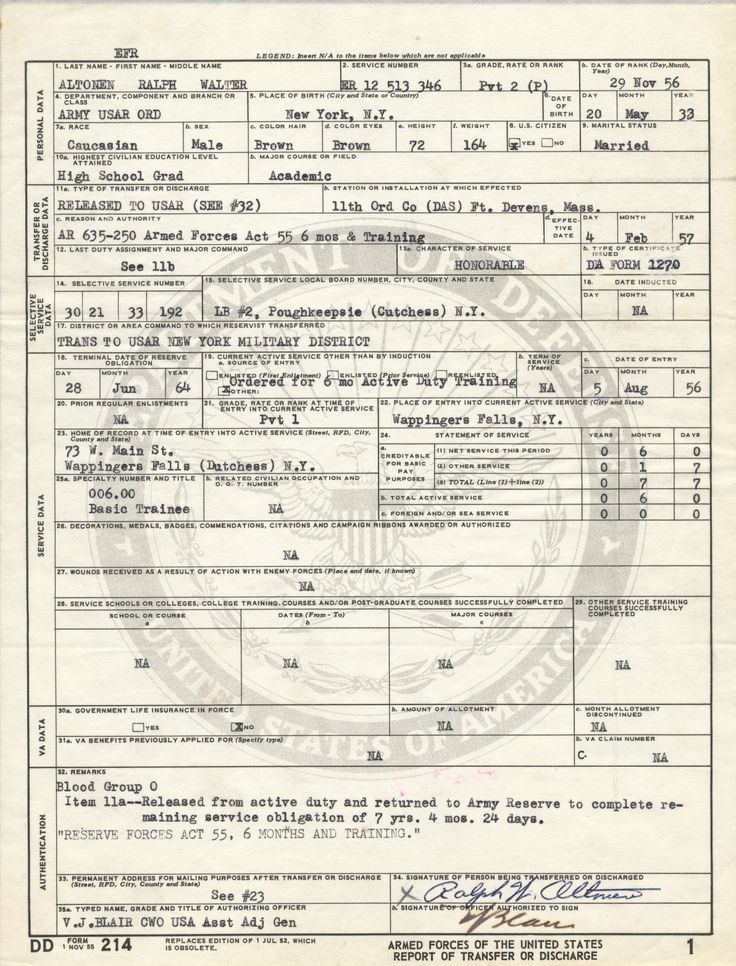 EFR
LEGEND: Insert N/A to the items below which are not applicable
PERSONAL DATA
1. LAST NAME - FIRST NAME - MIDDLE NAME
ALTONEN RALPH WALTER
2. SERVICE NUMBER
ER 12 513 346
3a. GRADE, RATE OR RANK
Pvt 2 (P)
b. DATE OF RANK (Day, Month, Year)
29 Nov 56
4. DEPARTMENT, COMPONENT AND BRANCH OR CLASS
ARMY USAR ORD
5. PLACE OF BIRTH (City and State or Country)
New York, N.Y.
6. DATE OF BIRTH
DAY MONTH YEAR
20 May 33
7a. RACE
Caucasian
b. SEX
Male
c. COLOR HAIR
Brown
d. COLOR EYES
Brown
e. HEIGHT
72
f. WEIGHT
164
8. U.S. CITIZEN
X YES NO
9. MARITAL STATUS
Married
10a. HIGHEST CIVILIAN EDUCATION LEVEL ATTAINED
High School Grad
b. MAJOR COURSE OR FIELD
Academic
TRANSFER OR DISCHARGE DATA
11a. TYPE OF TRANSFER OR DISCHARGE
RELEASED TO USAR (SEE #32)
b. STATION OR INSTALLATION AT WHICH EFFECTED
11th Ord Co (DAS) Ft. Devens, Mass.
c. REASON AND AUTHORITY
AR 635-250 Armed Forces Act 55 6 mos & Training
d. EFFECTIVE DATE
DAY MONTH YEAR
4 Feb 57
12. LAST DUTY ASSIGNMENT AND MAJOR COMMAND
See 11b
13a. CHARACTER OF SERVICE
HONORABLE
b. TYPE OF CERTIFICATE ISSUED
DA FORM 1270
SELECTIVE SERVICE DATA
14. SELECTIVE SERVICE NUMBER
30 21 33 192
15. SELECTIVE SERVICE LOCAL BOARD NUMBER, CITY, COUNTY AND STATE
LB #2, Poughkeepsie (Cutchess) N.Y.
16. DATE INDUCTED
DAY MONTH YEAR
NA
17. DISTRICT OR AREA COMMAND TO WHICH RESERVIST TRANSFERRED
TRANS TO USAR NEW YORK MILITARY DISTRICT
SERVICE DATA
18. TERMINAL DATE OF RESERVE OBLIGATION
DAY MONTH YEAR
28 Jun 64
19. CURRENT ACTIVE SERVICE OTHER THAN BY INDUCTION
a. SOURCE OF ENTRY
ENLISTED (First Enlistment) ENLISTED (Prior Service) REENLISTED
X OTHER: Ordered for 6 mo Active Duty Training
b. TERM OF SERVICE (Years)
NA
c. DATE OF ENTRY
DAY MONTH YEAR
5 Aug 56
20. PRIOR REGULAR ENLISTMENTS
NA
21. GRADE, RATE OR RANK AT TIME OF ENTRY INTO CURRENT ACTIVE SERVICE
Pvt 1
22. PLACE OF ENTRY INTO CURRENT ACTIVE SERVICE (City and State)
Wappingers Falls, N.Y.
23. HOME OF RECORD AT TIME OF ENTRY INTO ACTIVE SERVICE (Street, RFD, City, County and State)
73 W. Main St.
Wappingers Falls (Dutchess) N.Y.
24. STATEMENT OF SERVICE YEARS MONTHS DAYS
a. CREDITABLE FOR BASIC PAY PURPOSES
(1) NET SERVICE THIS PERIOD 0 6 0
(2) OTHER SERVICE 0 1 7
(3) TOTAL (Line (1) + line (2)) 0 7 7
b. TOTAL ACTIVE SERVICE 0 6 0
c. FOREIGN AND/OR SEA SERVICE 0 0 0
25a. SPECIALTY NUMBER AND TITLE
006.00
Basic Trainee
b. RELATED CIVILIAN OCCUPATION AND D. O. T. NUMBER
NA
26. DECORATIONS, MEDALS, BADGES, COMMENDATIONS, CITATIONS AND CAMPAIGN RIBBONS AWARDED OR AUTHORIZED
NA
27. WOUNDS RECEIVED AS A RESULT OF ACTION WITH ENEMY FORCES (Place and date, if known)
NA
28. SERVICE SCHOOLS OR COLLEGES, COLLEGE TRAINING, COURSES AND/OR POST-GRADUATE COURSES SUCCESSFULLY COMPLETED
SCHOOL OR COURSE a
DATES (From - To) b
MAJOR COURSES c
NA NA NA
29. OTHER SERVICE TRAINING COURSES SUCCESSFULLY COMPLETED
NA
VA DATA
30a. GOVERNMENT LIFE INSURANCE IN FORCE
YES X NO
b. AMOUNT OF ALLOTMENT
NA
c. MONTH ALLOTMENT DISCONTINUED
NA
31a. VA BENEFITS PREVIOUSLY APPLIED FOR (Specify type)
NA
b. VA CLAIM NUMBER
C- NA
AUTHENTICATION
32. REMARKS
Blood Group O
Item 11a--Released from active duty and returned to Army Reserve to complete re-
maining service obligation of 7 yrs. 4 mos. 24 days.
"RESERVE FORCES ACT 55, 6 MONTHS AND TRAINING."
33. PERMANENT ADDRESS FOR MAILING PURPOSES AFTER TRANSFER OR DISCHARGE
(Street, RFD, City, County and State)
See #23
34. SIGNATURE OF PERSON BEING TRANSFERRED OR DISCHARGED
X Ralph W. Altonen
35a. TYPED NAME, GRADE AND TITLE OF AUTHORIZING OFFICER
V.J.BLAIR CWO USA Asst Adj Gen
b. SIGNATURE OF OFFICER AUTHORIZED TO SIGN
VJBlair
DD FORM 1 NOV 55 214
REPLACES EDITION OF 1 JUL 52, WHICH IS OBSOLETE.
ARMED FORCES OF THE UNITED STATES
REPORT OF TRANSFER OR DISCHARGE
1
DEPARTMENT OF DEFENSE
UNITED STATES OF AMERICA